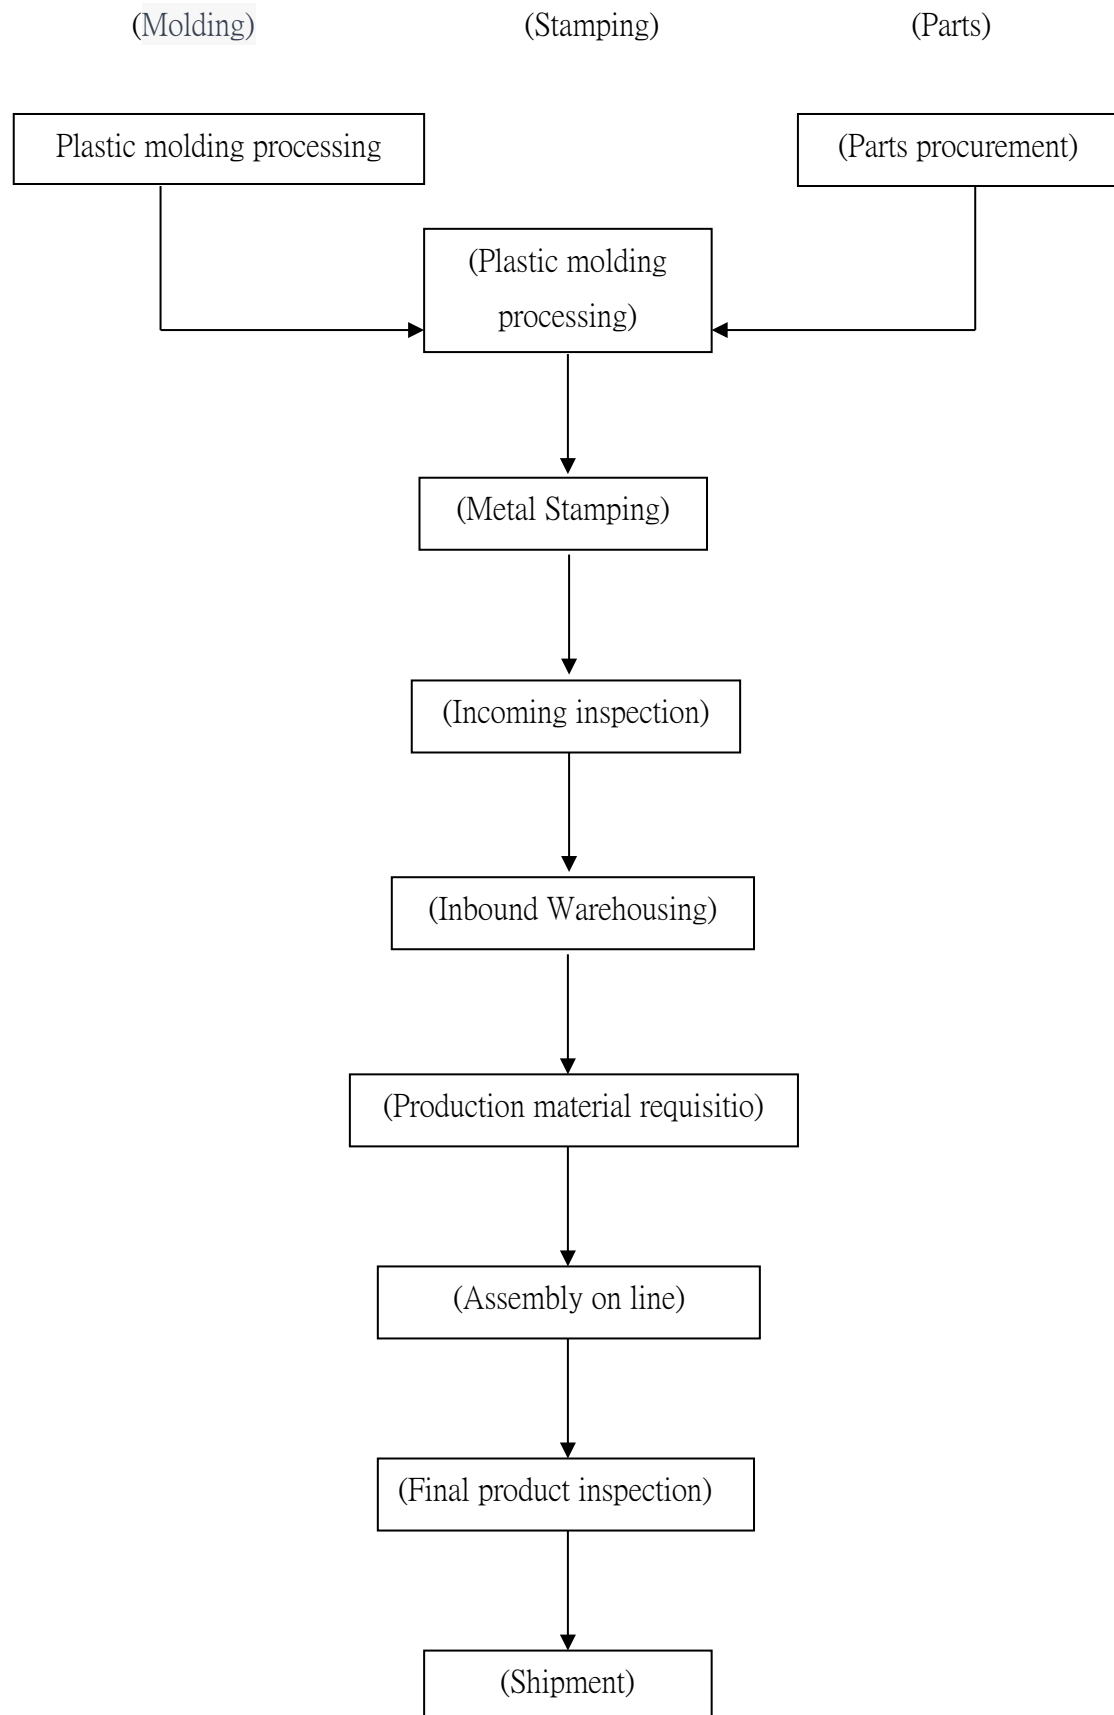 (Molding)
(Stamping)
(Parts)
Plastic molding processing
(Parts procurement)
(Plastic molding
processing)
(Metal Stamping)
(Incoming inspection)
(Inbound Warehousing)
(Production material requisitio)
(Assembly on line)
(Final product inspection)
(Shipment)